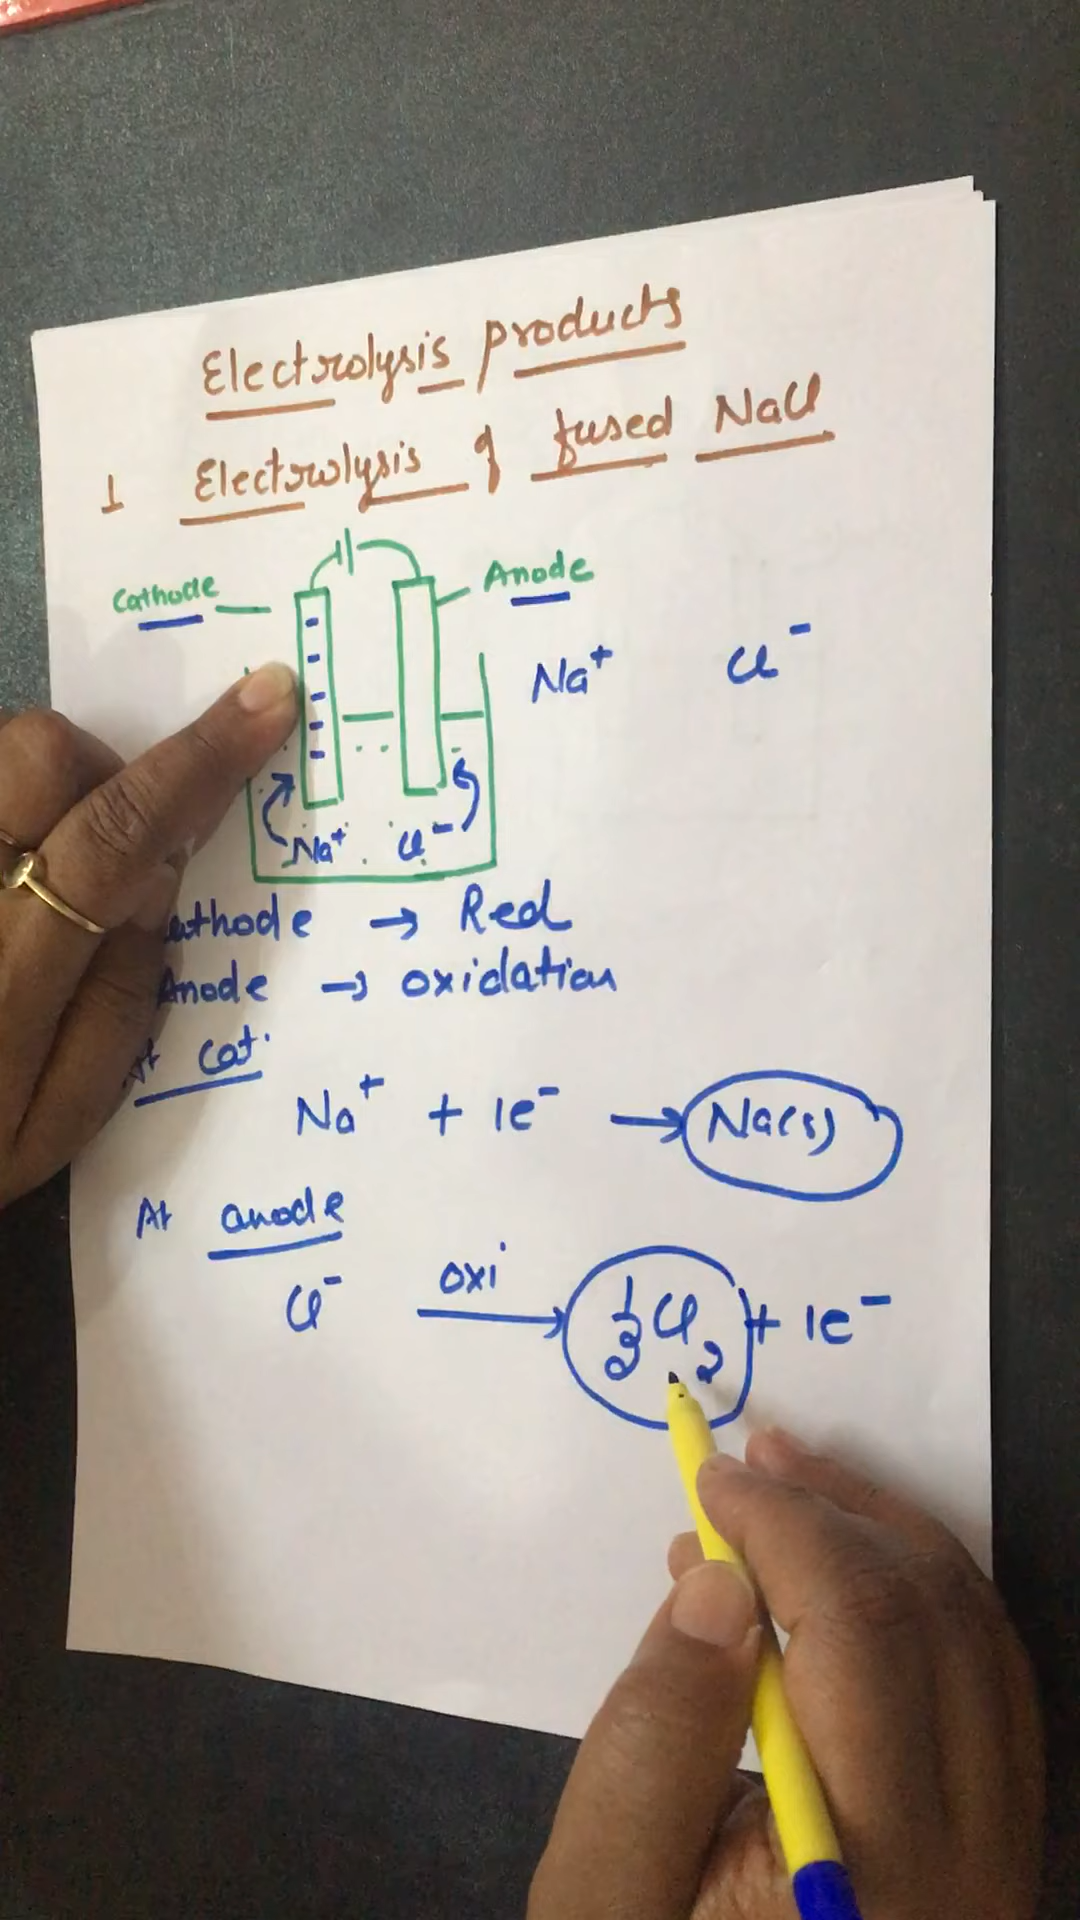 Electrolysis products
1 Electrolysis of fused NaCl
Cathode
Anode
Na⁺ Cl⁻
Na⁺ Cl⁻
athode → Red
Anode → oxidation
At cat.
Na⁺ + 1e⁻ → Na(s)
At anode
Cl⁻ oxi → ½Cl₂ + 1e⁻